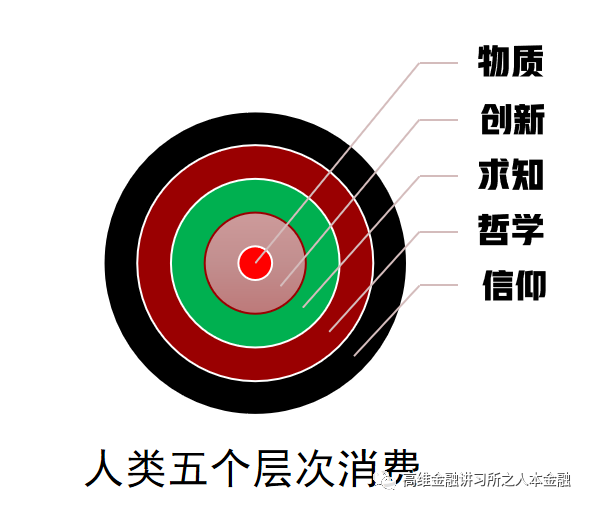 物质
创新
求知
哲学
信仰
人类五个层次消费
高维金融讲习所之人本金融